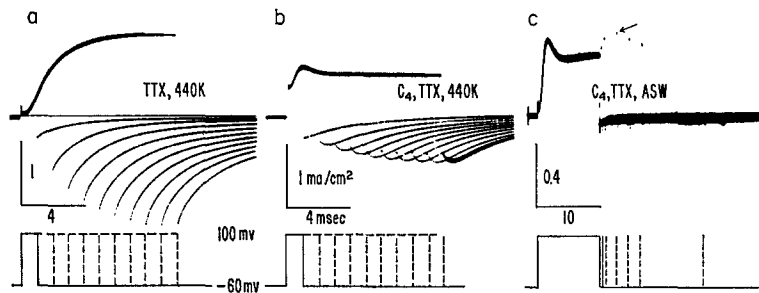 a
b
c
TTX, 440K
C₄, TTX, 440K
C₄, TTX, ASW
1
4
1 ma/cm²
4 msec
0.4
10
100 mv
-60mv